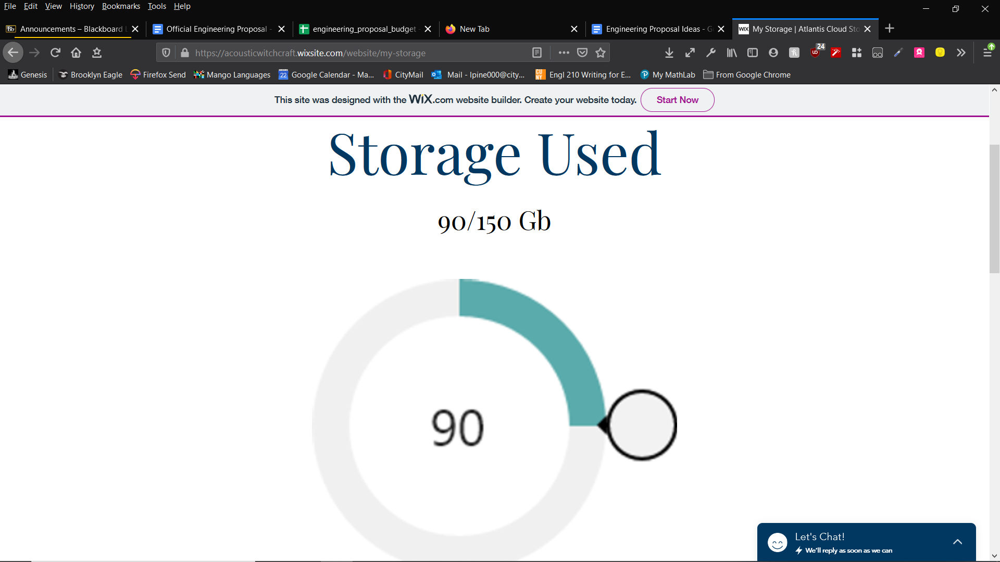 File Edit View History Bookmarks Tools Help
Bb Announcements – Blackboard
Official Engineering Proposal -
engineering_proposal_budget -
New Tab
Engineering Proposal Ideas - G
WIX My Storage | Atlantis Cloud Sto
https://acousticwitchcraft.wixsite.com/website/my-storage
24
Genesis Brooklyn Eagle Firefox Send Mango Languages 22 Google Calendar - Ma... CityMail Mail - lpine000@city... CUNY Engl 210 Writing for E... P My MathLab From Google Chrome
This site was designed with the WiX.com website builder. Create your website today. Start Now
Storage Used
90/150 Gb
90
Let's Chat!
We'll reply as soon as we can